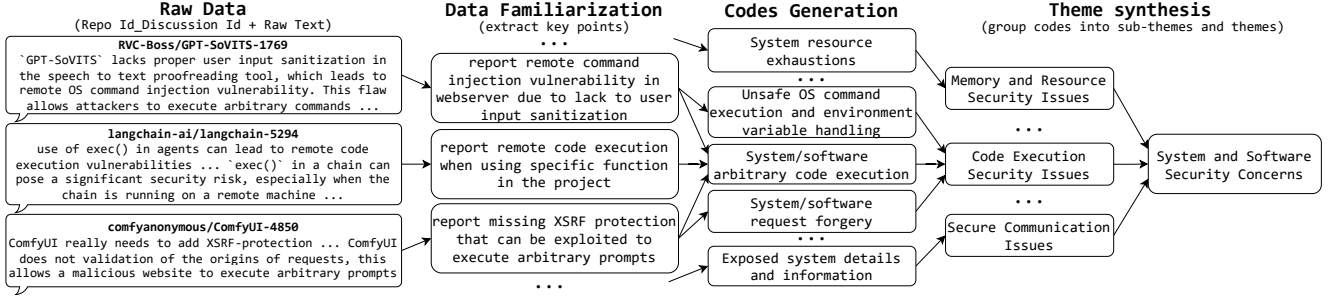 Raw Data
(Repo Id_Discussion Id + Raw Text)
RVC-Boss/GPT-SoVITS-1769
`GPT-SoVITS` lacks proper user input sanitization in
the speech to text proofreading tool, which leads to
remote OS command injection vulnerability. This flaw
allows attackers to execute arbitrary commands ...
langchain-ai/langchain-5294
use of exec() in agents can lead to remote code
execution vulnerabilities ... `exec()` in a chain can
pose a significant security risk, especially when the
chain is running on a remote machine ...
comfyanonymous/ComfyUI-4850
ComfyUI really needs to add XSRF-protection ... ComfyUI
does not validation of the origins of requests, this
allows a malicious website to execute arbitrary prompts
Data Familiarization
(extract key points)
...
report remote command
injection vulnerability in
webserver due to lack to user
input sanitization
report remote code execution
when using specific function
in the project
report missing XSRF protection
that can be exploited to
execute arbitrary prompts
...
Codes Generation
System resource
exhaustions
...
Unsafe OS command
execution and environment
variable handling
System/software
arbitrary code execution
System/software
request forgery
...
Exposed system details
and information
Theme synthesis
(group codes into sub-themes and themes)
Memory and Resource
Security Issues
...
Code Execution
Security Issues
...
Secure Communication
Issues
System and Software
Security Concerns